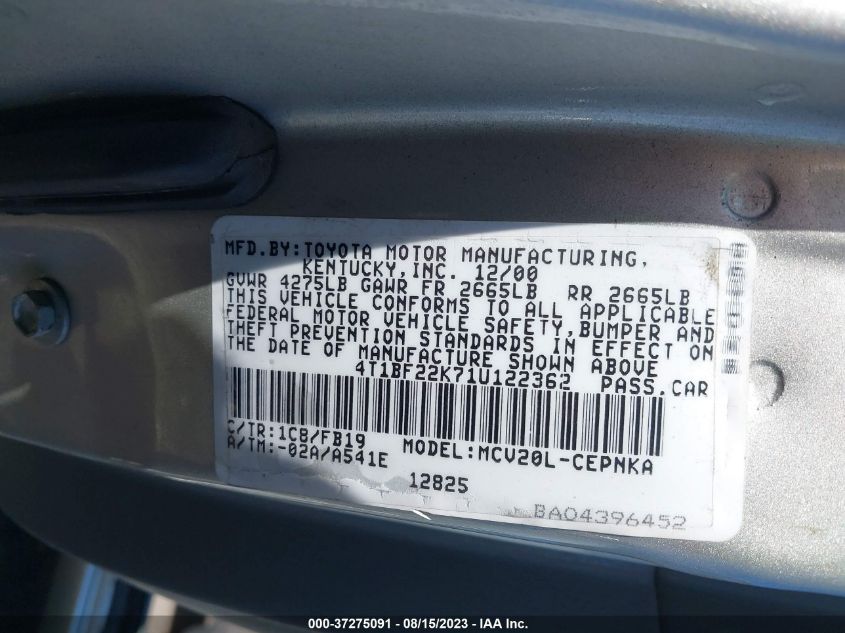 MFD.BY:TOYOTA MOTOR MANUFACTURING,
KENTUCKY,INC. 12/00
GVWR 4275LB GAWR FR 2665LB RR 2665LB
THIS VEHICLE CONFORMS TO ALL APPLICABLE
FEDERAL MOTOR VEHICLE SAFETY,BUMPER AND
THEFT PREVENTION STANDARDS IN EFFECT ON
THE DATE OF MANUFACTURE SHOWN ABOVE
4T1BF22K71U122362 PASS.CAR
C/TR:1C8/FB19 MODEL:MCV20L-CEPNKA
A/TM:-02A/A541E
12825
BA04396452
000-37275091 - 08/15/2023 - IAA Inc.